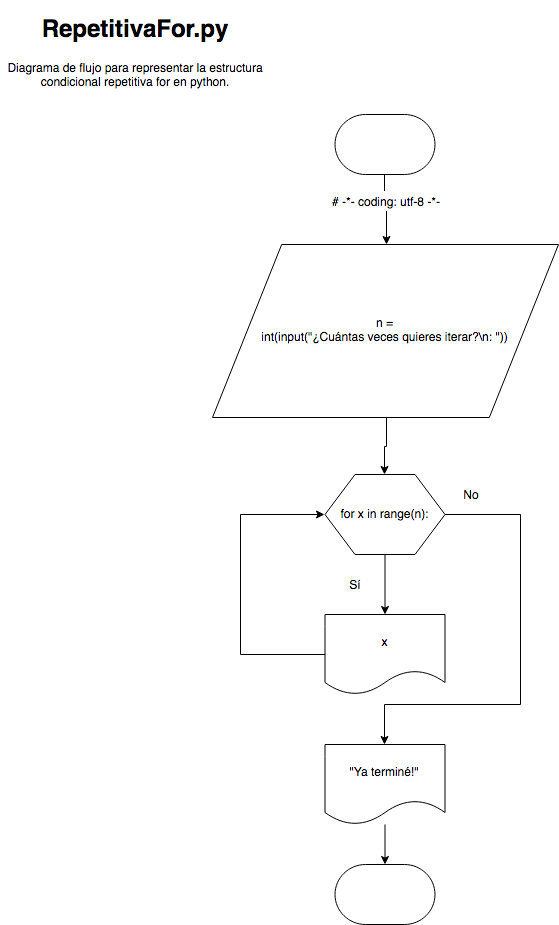 RepetitivaFor.py
Diagrama de flujo para representar la estructura
condicional repetitiva for en python.
# -*- coding: utf-8 -*-
n =
int(input("¿Cuántas veces quieres iterar?\n: "))
for x in range(n):
No
Sí
x
"Ya terminé!"